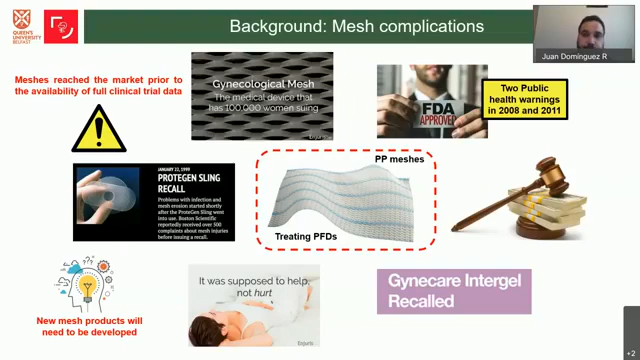 QUEEN'S
UNIVERSITY
BELFAST
Background: Mesh complications
Juan Domínguez R
Meshes reached the market prior to
the availability of full clinical trial data
Gynecological Mesh
The medical device that
has 100,000 women suing
Enjuris
FDA
APPROVED
Two Public
health warnings
in 2008 and 2011
JANUARY 22, 1999
PROTEGEN SLING
RECALL
Problems with infection and
mesh erosion started shortly
after the ProteGen Sling went
into use. Boston Scientific
reportedly received over 300
complaints about mesh injuries
before issuing a recall.
PP meshes
Treating PFDs
New mesh products will
need to be developed
It was supposed to help,
not hurt
Enjuris
Gynecare Intergel
Recalled
+2